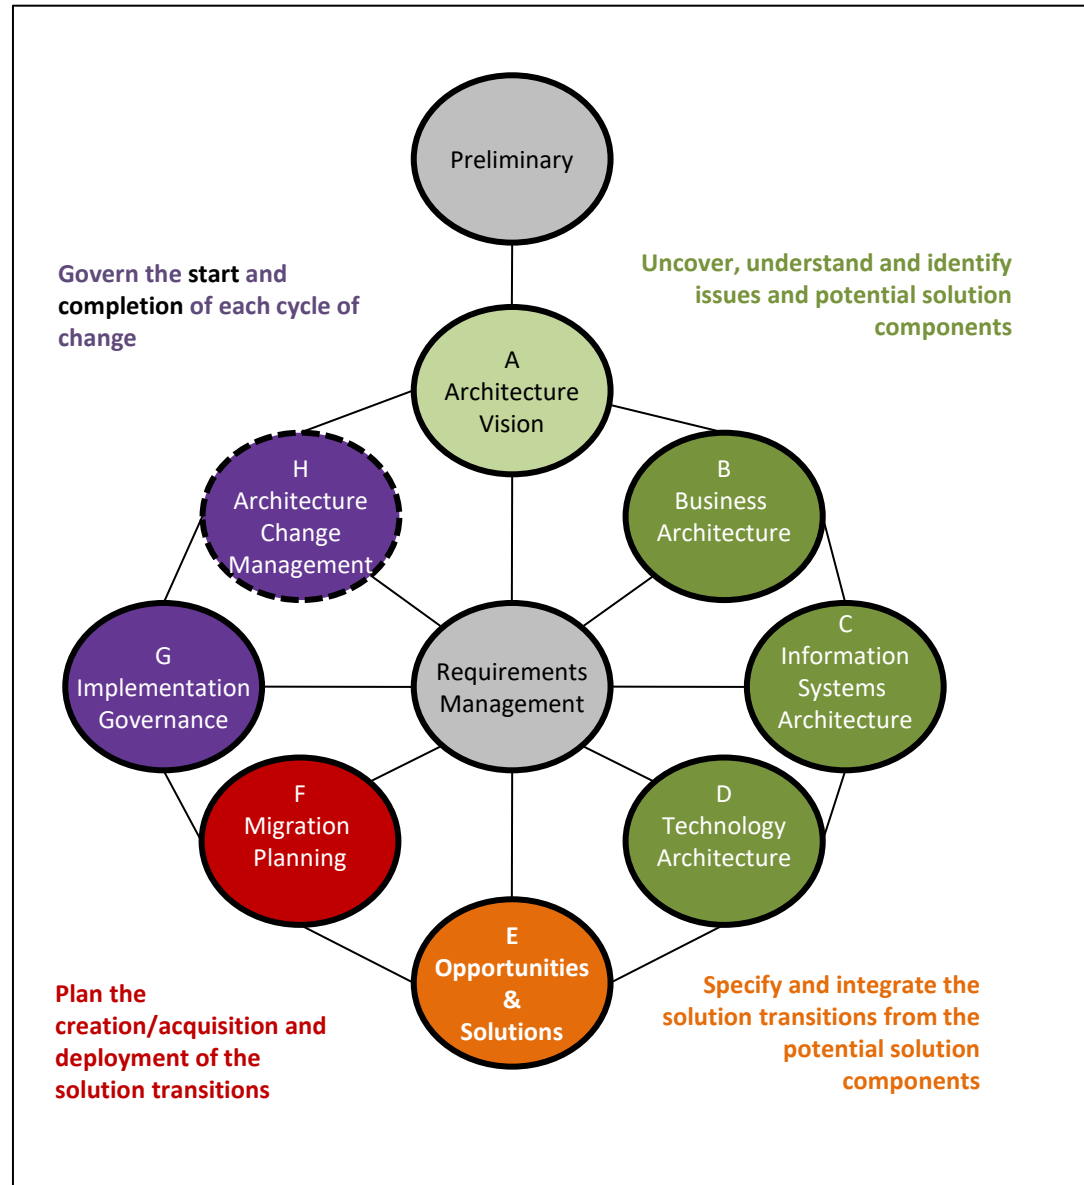 Preliminary
Govern the start and
completion of each cycle of
change
Uncover, understand and identify
issues and potential solution
components
A
Architecture
Vision
H
Architecture
Change
Management
B
Business
Architecture
G
Implementation
Governance
Requirements
Management
C
Information
Systems
Architecture
F
Migration
Planning
D
Technology
Architecture
E
Opportunities
&
Solutions
Plan the
creation/acquisition and
deployment of the
solution transitions
Specify and integrate the
solution transitions from the
potential solution
components